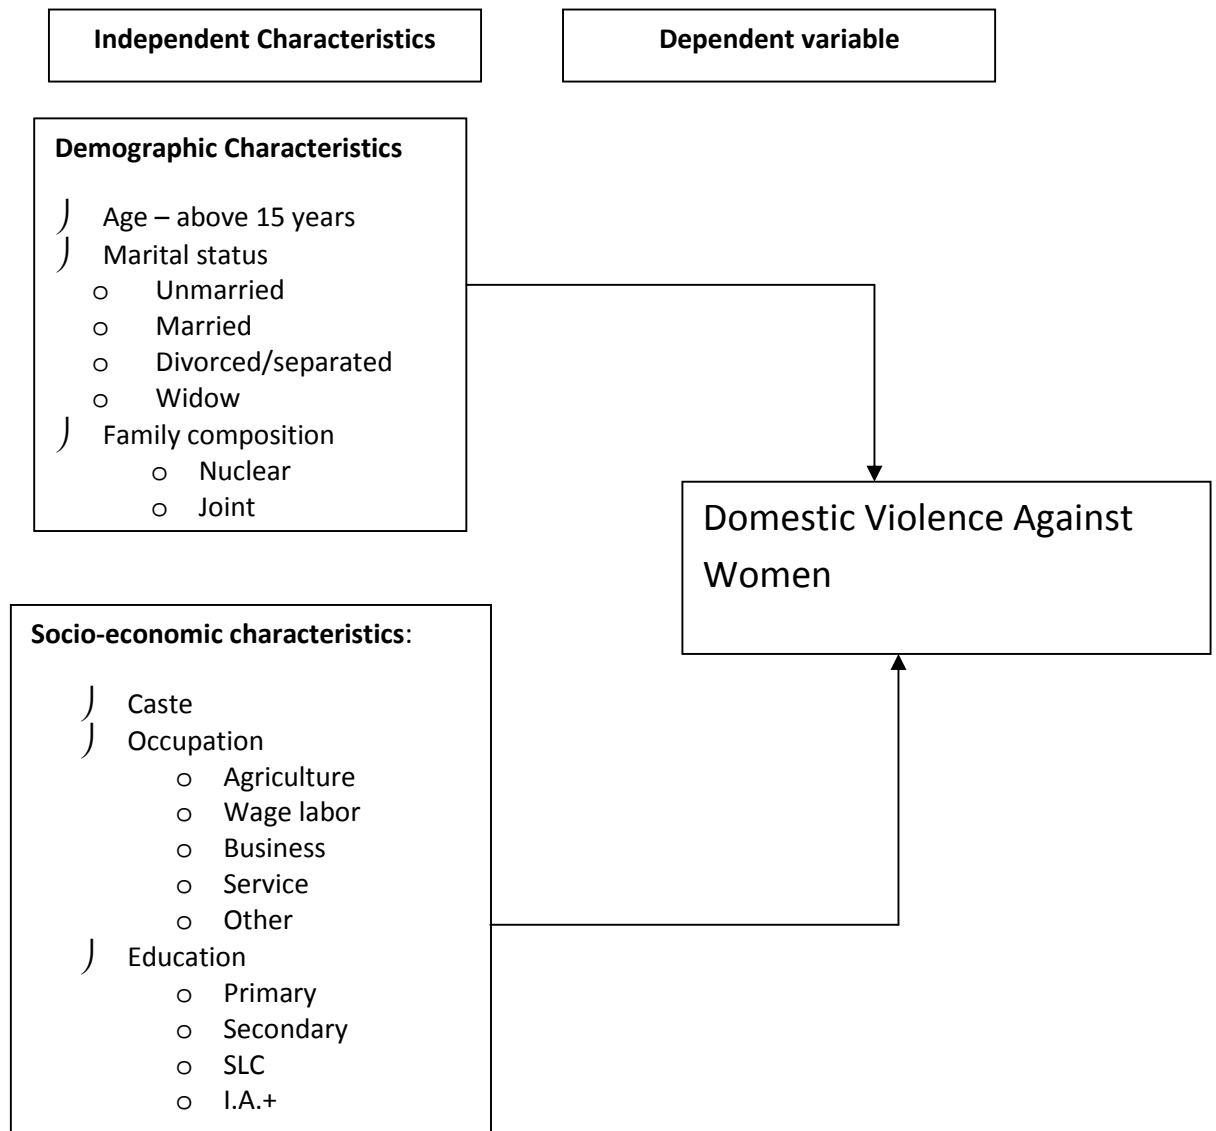 Independent Characteristics
Dependent variable
Demographic Characteristics
Age – above 15 years
Marital status
o Unmarried
o Married
o Divorced/separated
o Widow
Family composition
o Nuclear
o Joint
Domestic Violence Against
Women
Socio-economic characteristics:
Caste
Occupation
o Agriculture
o Wage labor
o Business
o Service
o Other
Education
o Primary
o Secondary
o SLC
o I.A.+